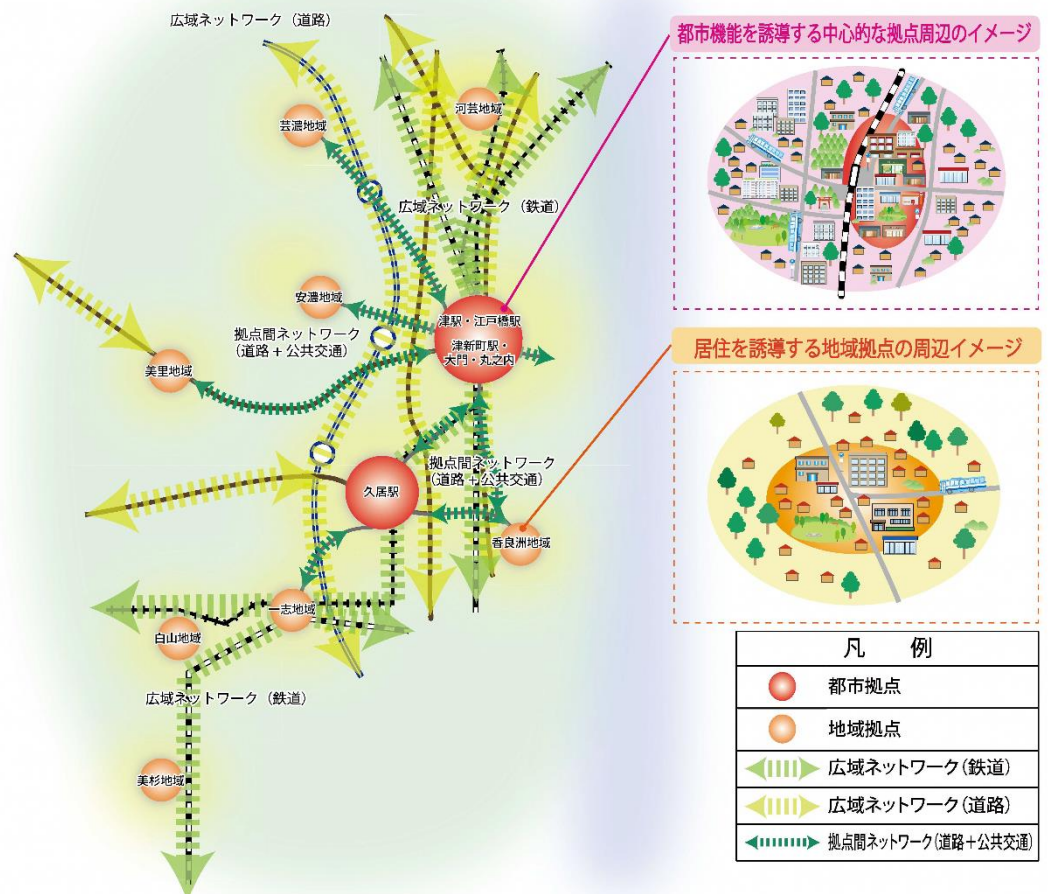 広域ネットワーク（道路）
都市機能を誘導する中心的な拠点周辺のイメージ
河芸地域
芸濃地域
広域ネットワーク（鉄道）
安濃地域
津駅・江戸橋駅
津新町駅・
大門・丸之内
拠点間ネットワーク
（道路＋公共交通）
居住を誘導する地域拠点の周辺イメージ
美里地域
拠点間ネットワーク
（道路＋公共交通）
久居駅
香良洲地域
一志地域
白山地域
広域ネットワーク（鉄道）
美杉地域
凡　例
都市拠点
地域拠点
広域ネットワーク（鉄道）
広域ネットワーク（道路）
拠点間ネットワーク（道路＋公共交通）